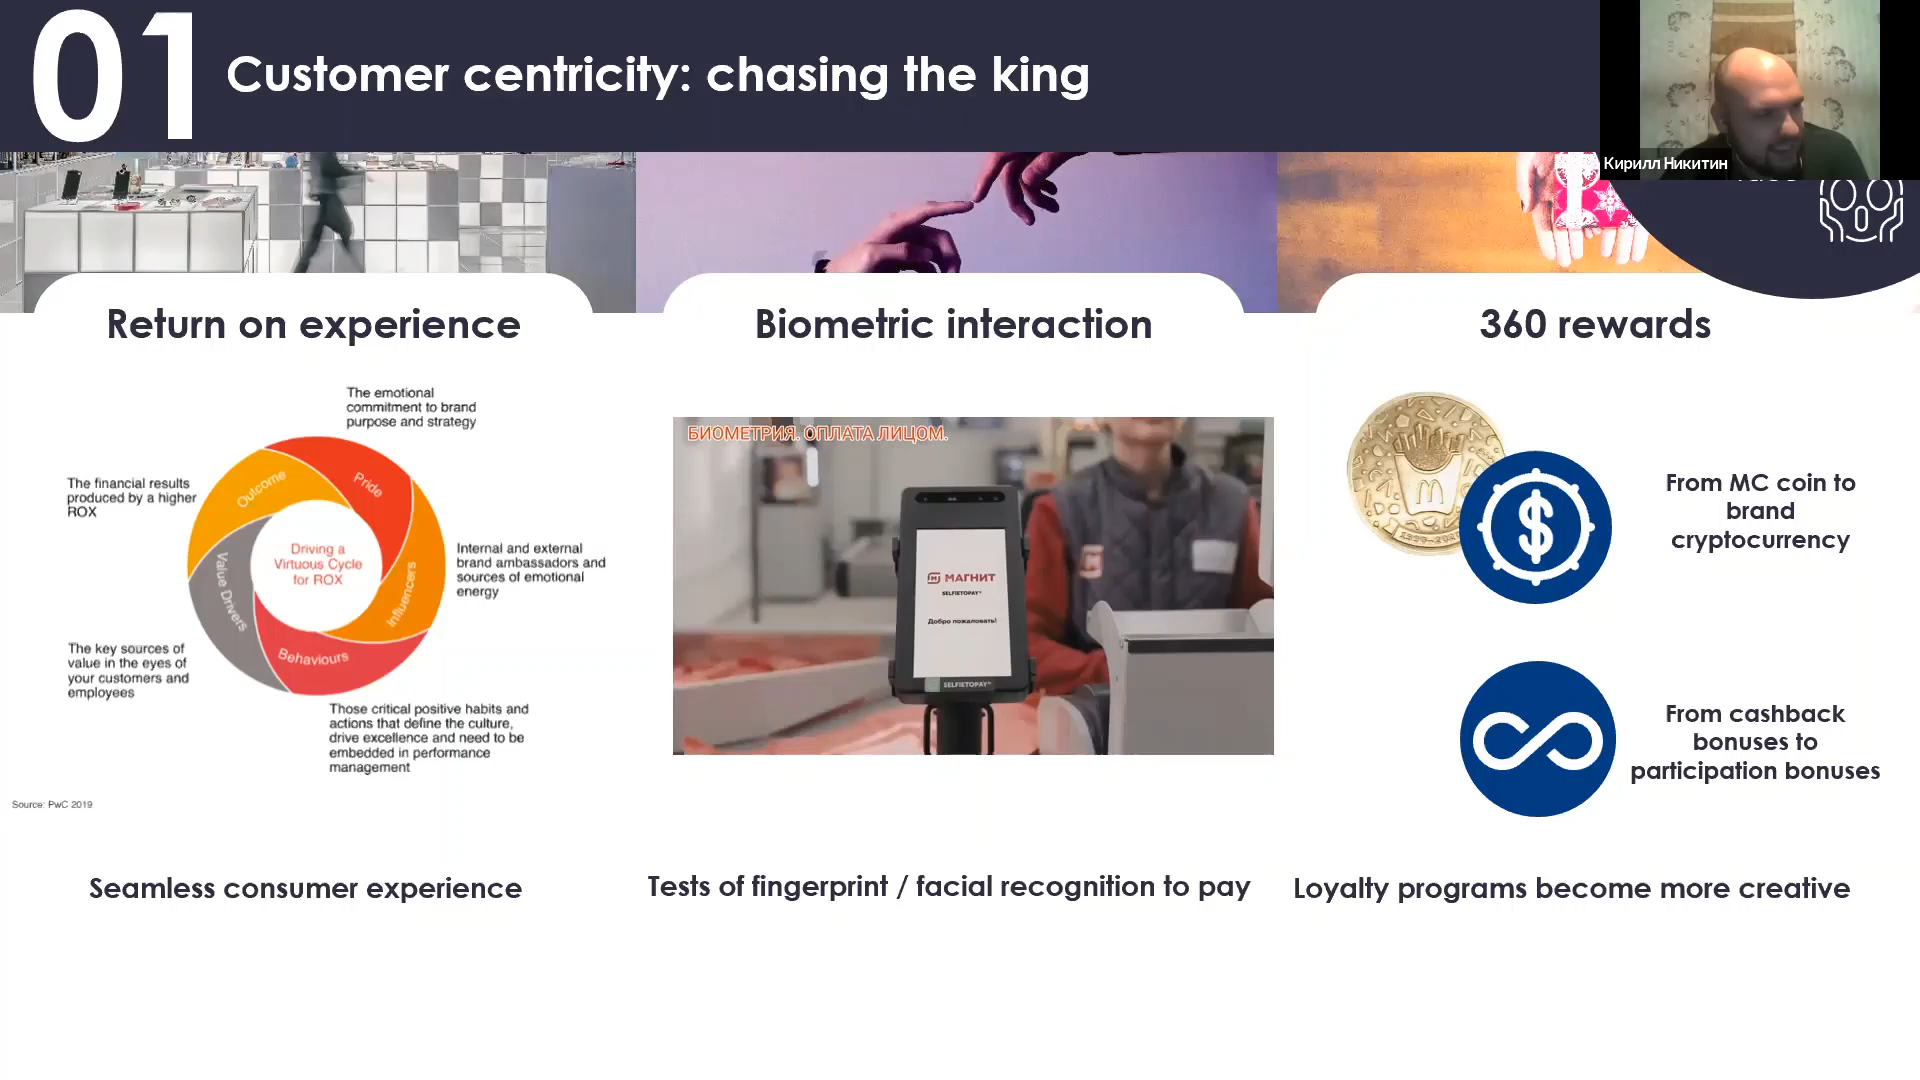 01
Customer centricity: chasing the king
Кирилл Никитин
Return on experience
Biometric interaction
360 rewards
The emotional
commitment to brand
purpose and strategy
The financial results
produced by a higher
ROX
Outcome
Pride
Driving a
Virtuous Cycle
for ROX
Internal and external
brand ambassadors and
sources of emotional
energy
Value Drivers
Influencers
Behaviours
The key sources of
value in the eyes of
your customers and
employees
Those critical positive habits and
actions that define the culture,
drive excellence and need to be
embedded in performance
management
Source: PwC 2019
БИОМЕТРИЯ. ОПЛАТА ЛИЦОМ.
МАГНИТ
SELFIETOPAY
Добро пожаловать!
SELFIETOPAY
From MC coin to
brand
cryptocurrency
From cashback
bonuses to
participation bonuses
Seamless consumer experience
Tests of fingerprint / facial recognition to pay
Loyalty programs become more creative